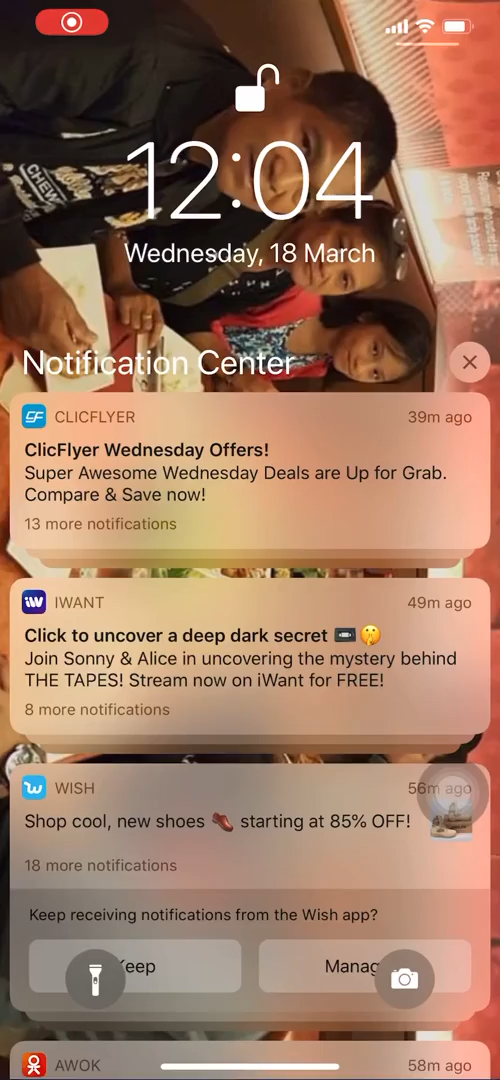 12:04
Wednesday, 18 March
CHEW
Notification Center
CLICFLYER 39m ago
ClicFlyer Wednesday Offers!
Super Awesome Wednesday Deals are Up for Grab.
Compare & Save now!
13 more notifications
IWANT 49m ago
Click to uncover a deep dark secret 📼🤫
Join Sonny & Alice in uncovering the mystery behind
THE TAPES! Stream now on iWant for FREE!
8 more notifications
WISH 56m ago
Shop cool, new shoes 👞 starting at 85% OFF!
18 more notifications
Keep receiving notifications from the Wish app?
Keep Manag
AWOK 58m ago